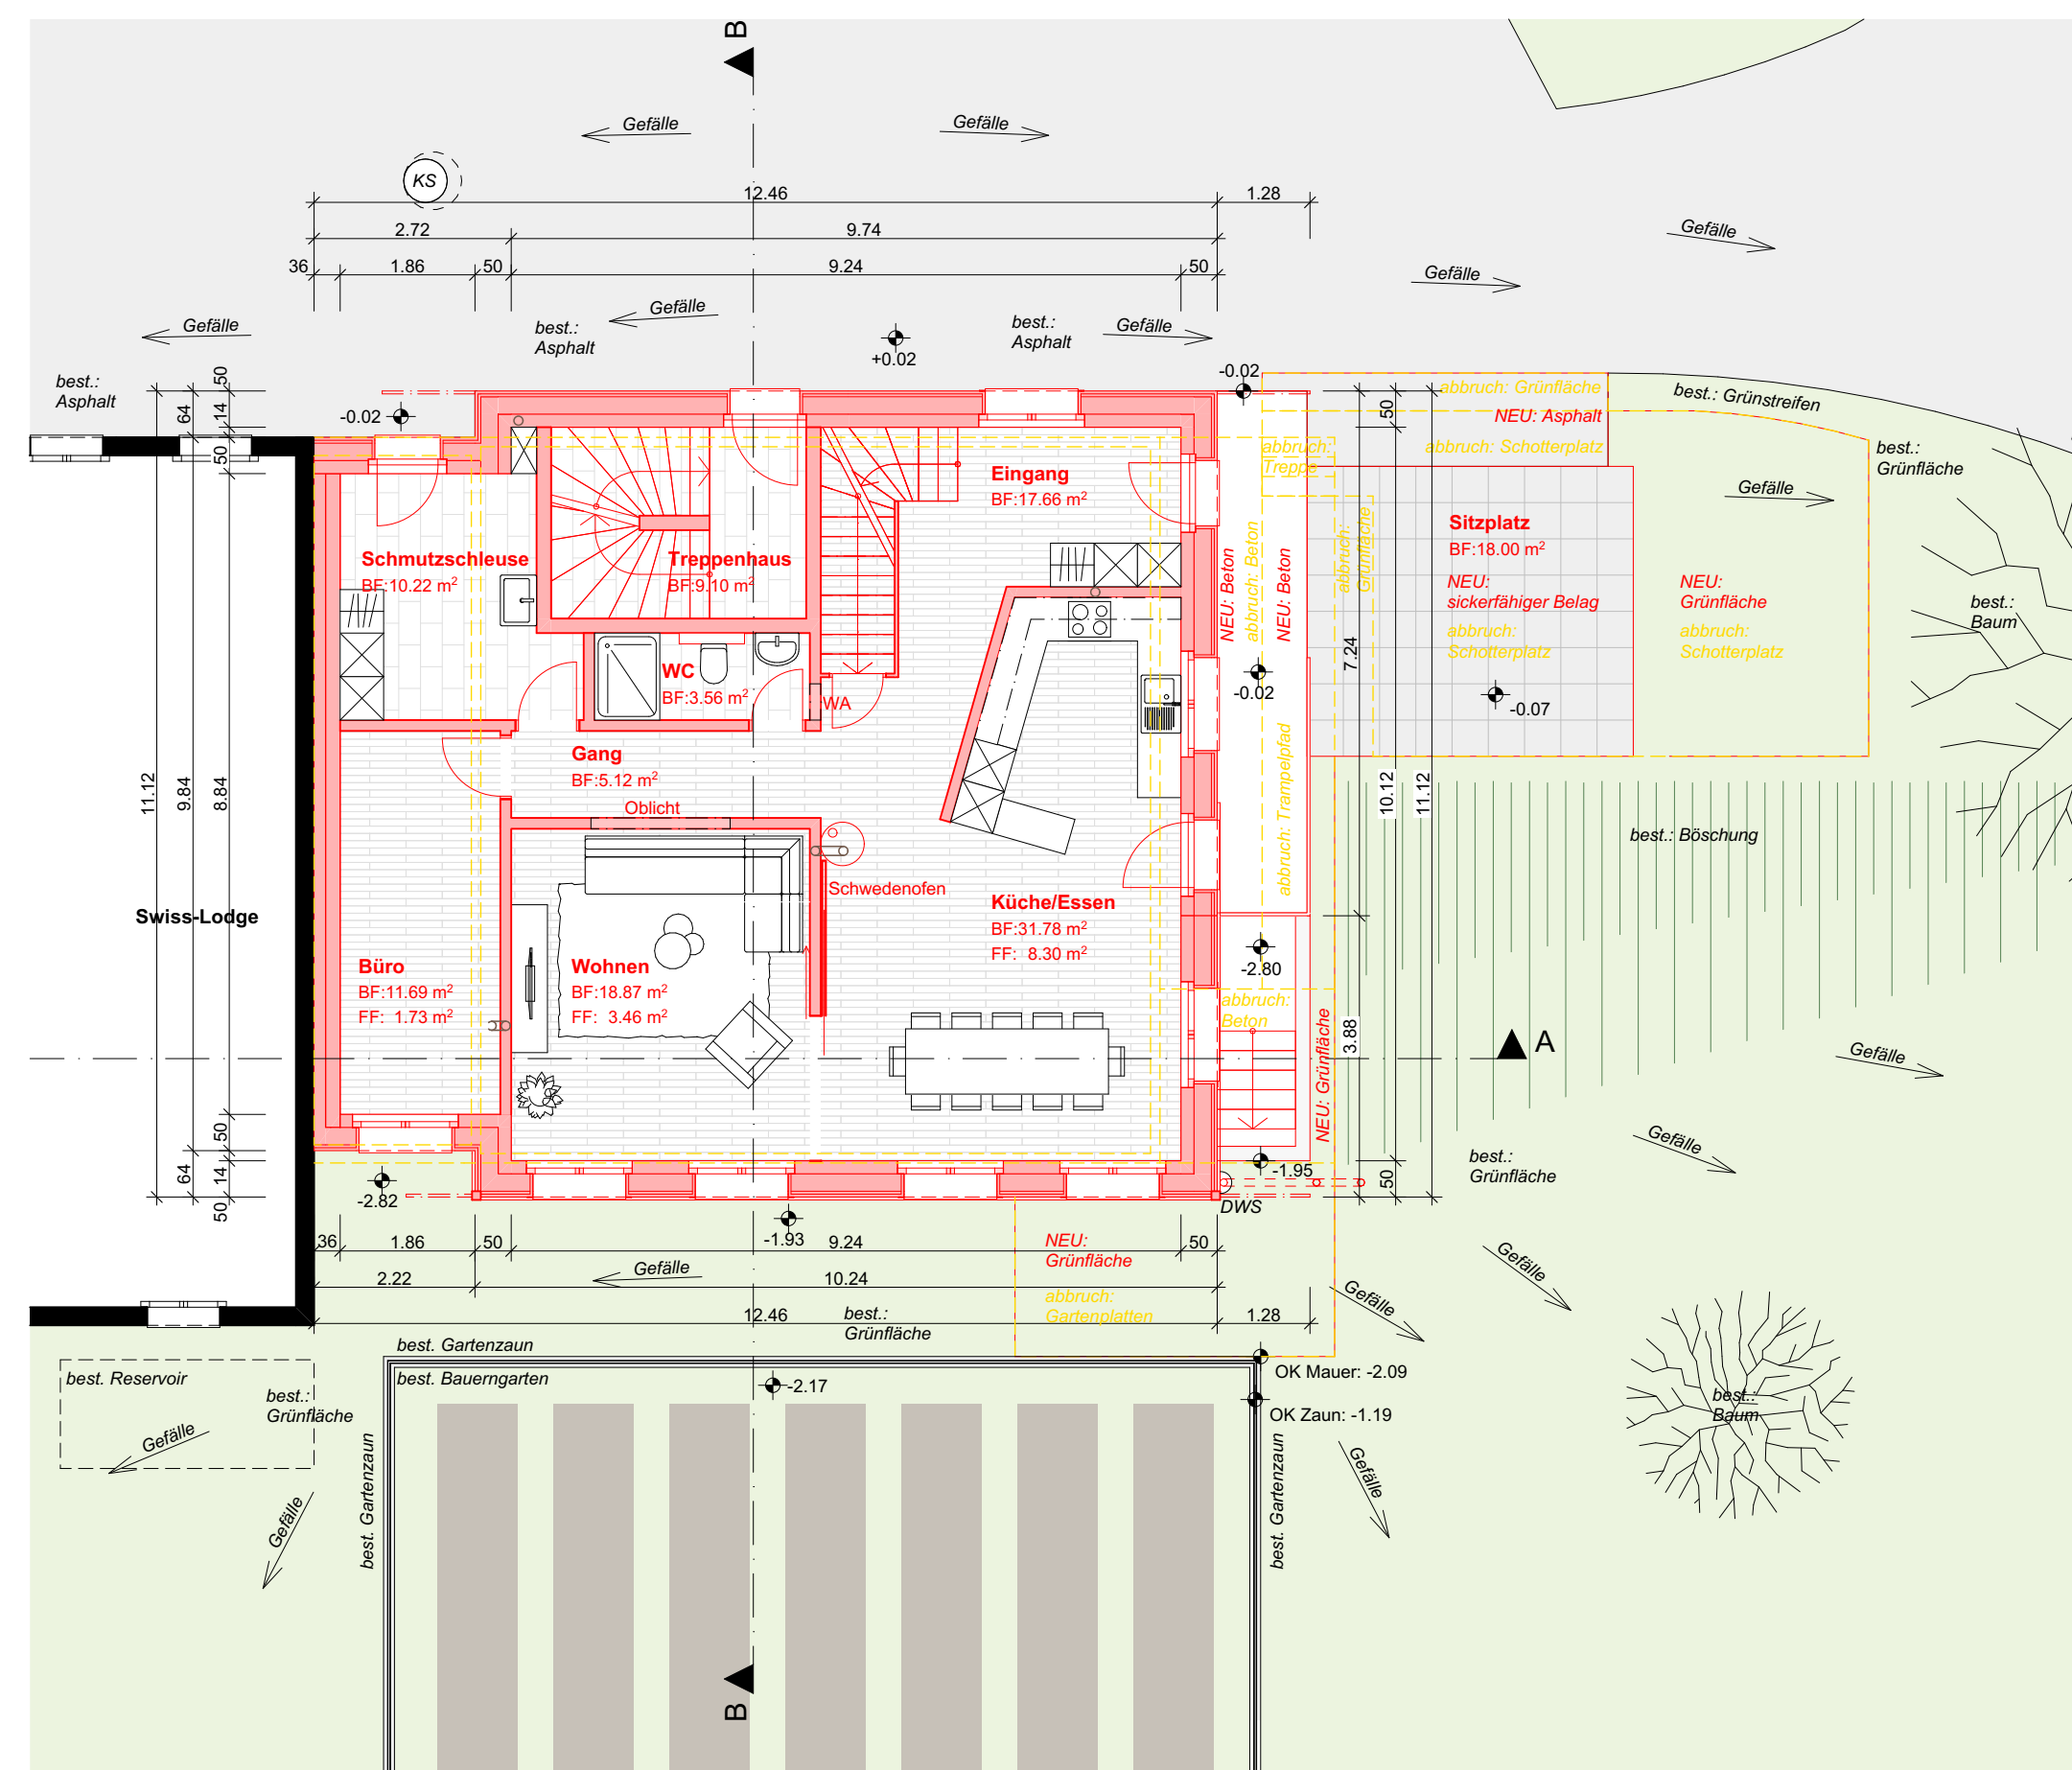 B
Gefälle
Gefälle
KS
12.46
1.28
2.72
9.74
36
1.86
50
9.24
50
Gefälle
Gefälle
Gefälle
Gefälle
Gefälle
best.:
Asphalt
best.:
Asphalt
+0.02
best.:
Asphalt
-0.02
-0.02
50
14
64
50
11.12
9.84
8.84
50
14
64
50
abbruch: Grünfläche
NEU: Asphalt
abbruch: Schotterplatz
best.: Grünstreifen
best.:
Grünfläche
abbruch:
Treppe
Eingang
BF:17.66 m²
Sitzplatz
BF:18.00 m²
NEU:
sickerfähiger Belag
abbruch:
Schotterplatz
Gefälle
NEU:
Grünfläche
abbruch:
Schotterplatz
best.:
Baum
Schmutzschleuse
BF:10.22 m²
Treppenhaus
BF:9.10 m²
NEU: Beton
abbruch: Beton
NEU: Beton
abbruch:
Grünfläche
WC
BF:3.56 m²
WA
-0.02
-0.07
7.24
50
10.12
11.12
3.88
50
Gang
BF:5.12 m²
Oblicht
abbruch: Trampelpfad
best.: Böschung
Schwedenofen
Swiss-Lodge
Küche/Essen
BF:31.78 m²
FF: 8.30 m²
Büro
BF:11.69 m²
FF: 1.73 m²
Wohnen
BF:18.87 m²
FF: 3.46 m²
-2.80
abbruch:
Beton
NEU: Grünfläche
A
Gefälle
Gefälle
best.:
Grünfläche
-1.95
-2.82
-1.93
DWS
36
1.86
50
9.24
50
2.22
10.24
12.46
1.28
Gefälle
NEU:
Grünfläche
abbruch:
Gartenplatten
best.:
Grünfläche
Gefälle
Gefälle
best. Gartenzaun
best. Bauerngarten
-2.17
OK Mauer: -2.09
OK Zaun: -1.19
best. Reservoir
best.:
Grünfläche
Gefälle
Gefälle
best. Gartenzaun
best. Gartenzaun
Gefälle
best.:
Baum
B